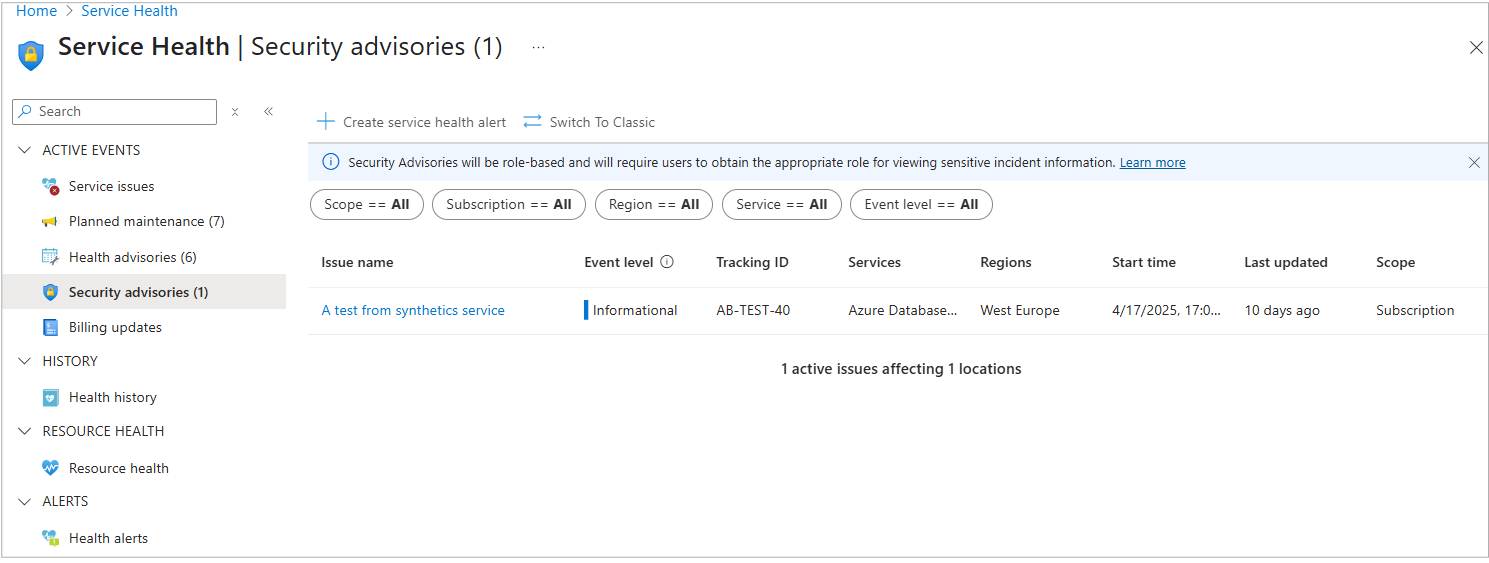 Home > Service Health
Service Health | Security advisories (1) ...
Search
ACTIVE EVENTS
Service issues
Planned maintenance (7)
Health advisories (6)
Security advisories (1)
Billing updates
HISTORY
Health history
RESOURCE HEALTH
Resource health
ALERTS
Health alerts
Create service health alert Switch To Classic
Security Advisories will be role-based and will require users to obtain the appropriate role for viewing sensitive incident information. Learn more
Scope == All Subscription == All Region == All Service == All Event level == All
Issue name Event level Tracking ID Services Regions Start time Last updated Scope
A test from synthetics service Informational AB-TEST-40 Azure Database... West Europe 4/17/2025, 17:0... 10 days ago Subscription
1 active issues affecting 1 locations